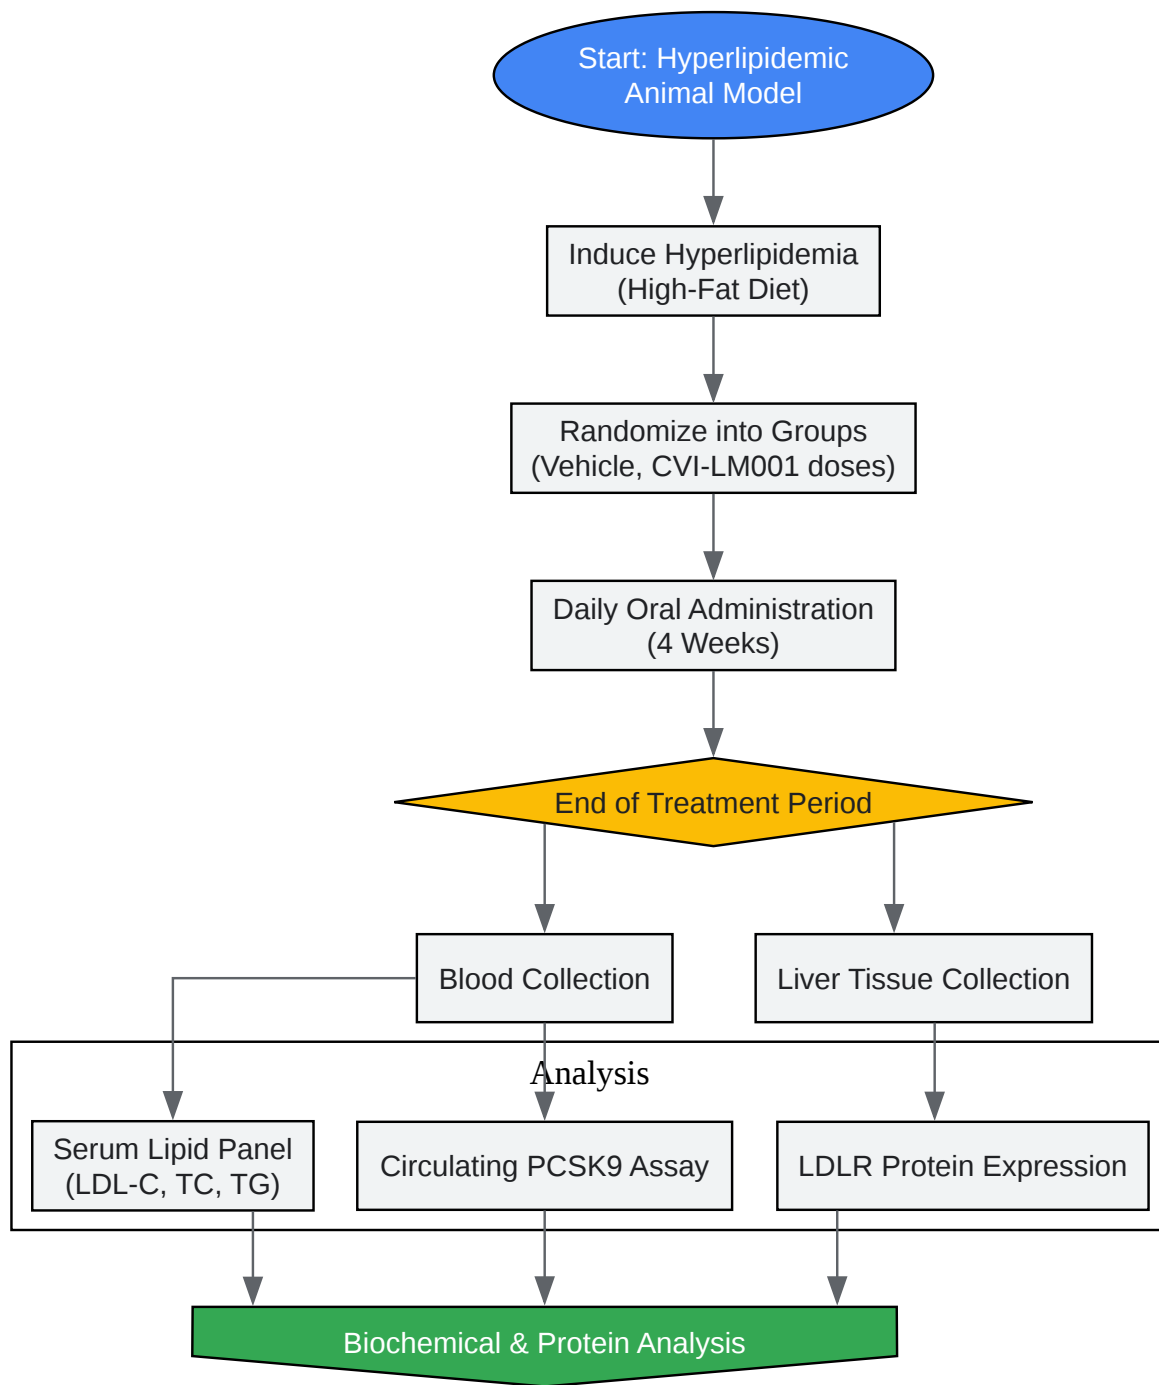 Start: Hyperlipidemic
Animal Model
Induce Hyperlipidemia
(High-Fat Diet)
Randomize into Groups
(Vehicle, CVI-LM001 doses)
Daily Oral Administration
(4 Weeks)
End of Treatment Period
Blood Collection
Liver Tissue Collection
Analysis
Serum Lipid Panel
(LDL-C, TC, TG)
Circulating PCSK9 Assay
LDLR Protein Expression
Biochemical & Protein Analysis